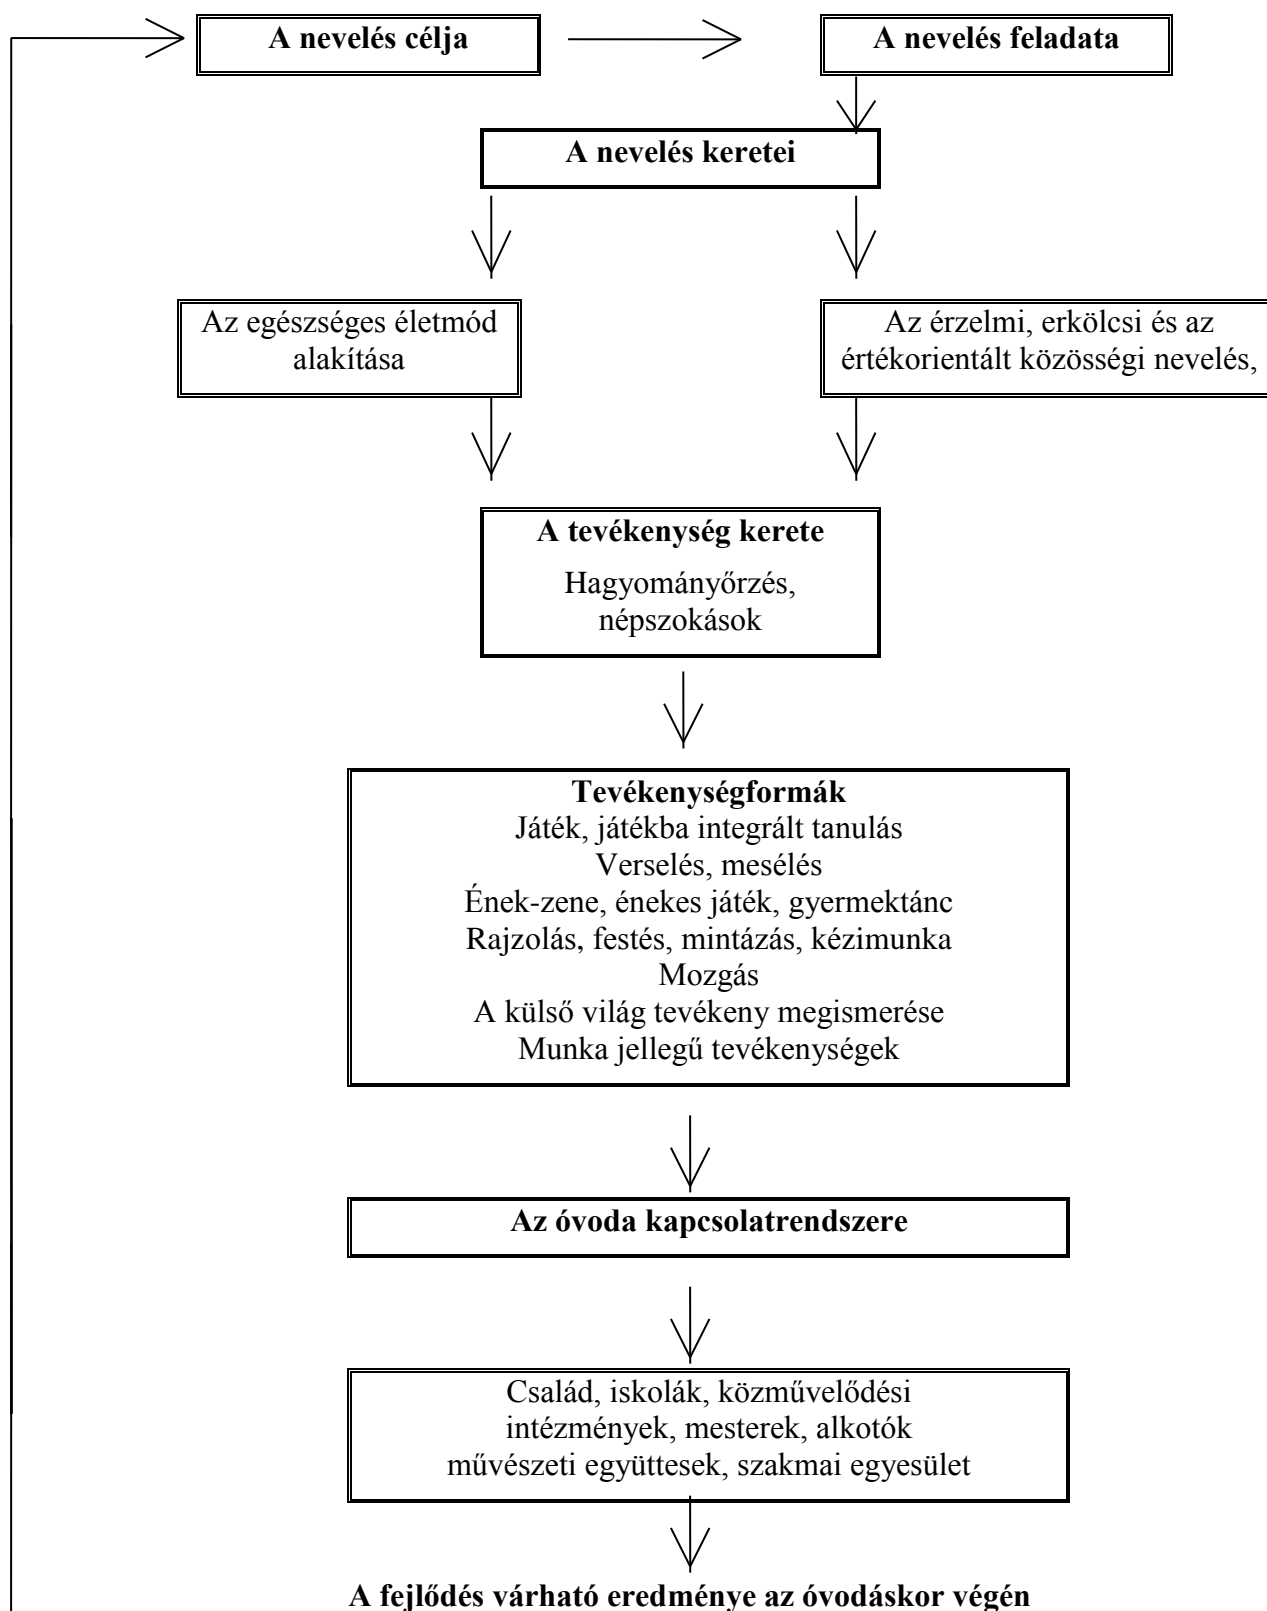 A nevelés célja
A nevelés feladata
A nevelés keretei
Az egészséges életmód
alakítása
Az érzelmi, erkölcsi és az
értékorientált közösségi nevelés,
A tevékenység kerete
Hagyományőrzés,
népszokások
Tevékenységformák
Játék, játékba integrált tanulás
Verselés, mesélés
Ének-zene, énekes játék, gyermektánc
Rajzolás, festés, mintázás, kézimunka
Mozgás
A külső világ tevékeny megismerése
Munka jellegű tevékenységek
Az óvoda kapcsolatrendszere
Család, iskolák, közművelődési
intézmények, mesterek, alkotók
művészeti együttesek, szakmai egyesület
A fejlődés várható eredménye az óvodáskor végén